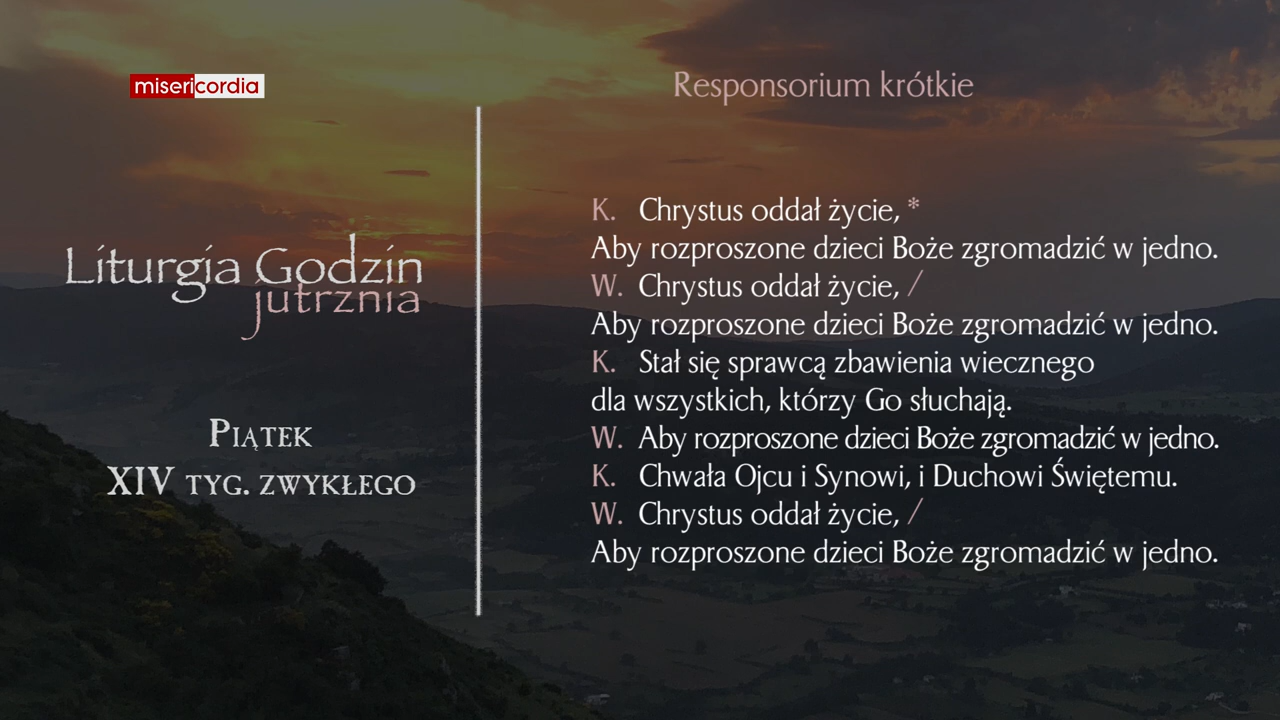 misericordia
Liturgia Godzin
jutrznia
Piątek
XIV tyg. zwykłego
Responsorium krótkie
K. Chrystus oddał życie, *
Aby rozproszone dzieci Boże zgromadzić w jedno.
W. Chrystus oddał życie, /
Aby rozproszone dzieci Boże zgromadzić w jedno.
K. Stał się sprawcą zbawienia wiecznego
dla wszystkich, którzy Go słuchają.
W. Aby rozproszone dzieci Boże zgromadzić w jedno.
K. Chwała Ojcu i Synowi, i Duchowi Świętemu.
W. Chrystus oddał życie, /
Aby rozproszone dzieci Boże zgromadzić w jedno.